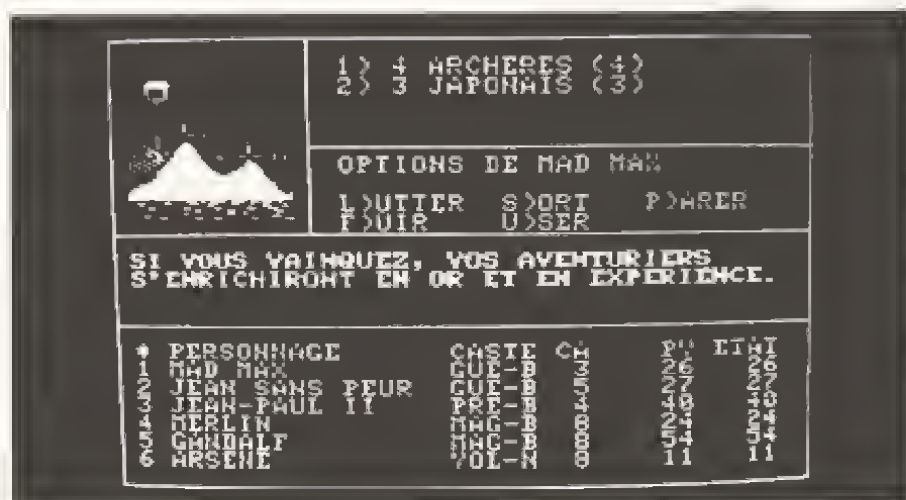 1) 4 ARCHERES (4)
2) 3 JAPONAIS (3)
OPTIONS DE MAD MAX
L)UTTER S)ORT P)ARER
F)UIR U)SER
SI VOUS VAINQUEZ, VOS AVENTURIERS
S'ENRICHIRONT EN OR ET EN EXPERIENCE.
# PERSONNAGE CASTE CA PV ETAT
1 MAD MAX GUE-B 3 26 26
2 JEAN SANS PEUR GUE-B 5 27 27
3 JEAN-PAUL II PRE-B 4 40 40
4 MERLIN MAG-B 8 24 24
5 GANDALF MAG-B 8 54 54
6 ARSENE VOL-N 8 11 11